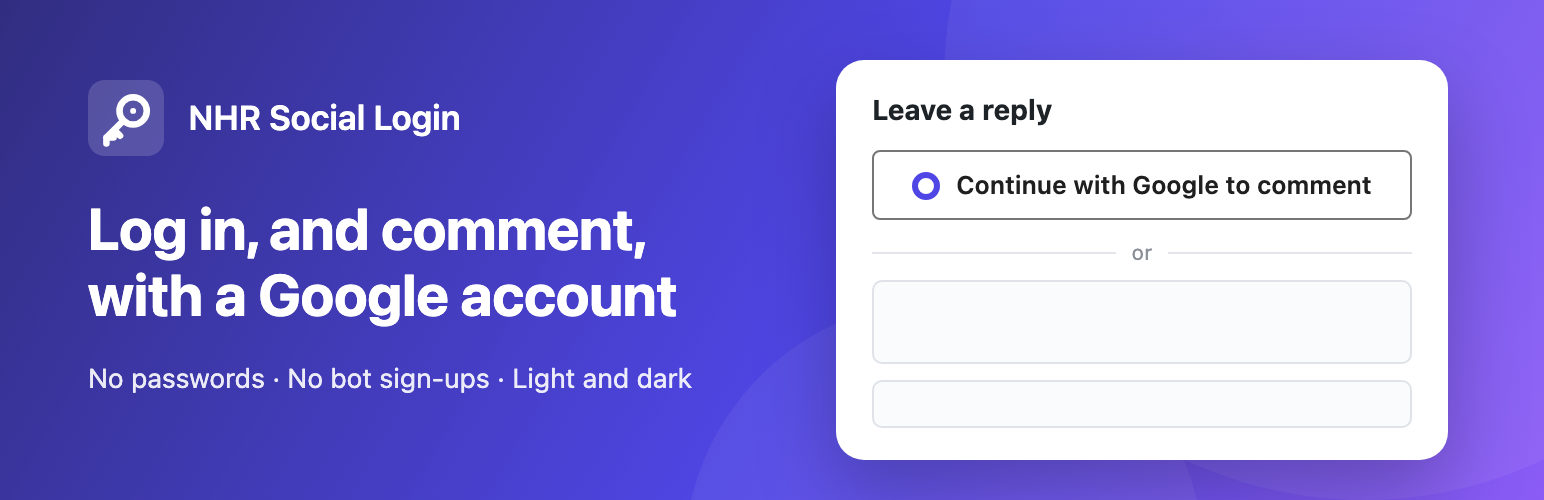 NHR Social Login
Log in, and comment,
with a Google account
No passwords · No bot sign-ups · Light and dark
Leave a reply
Continue with Google to comment
or